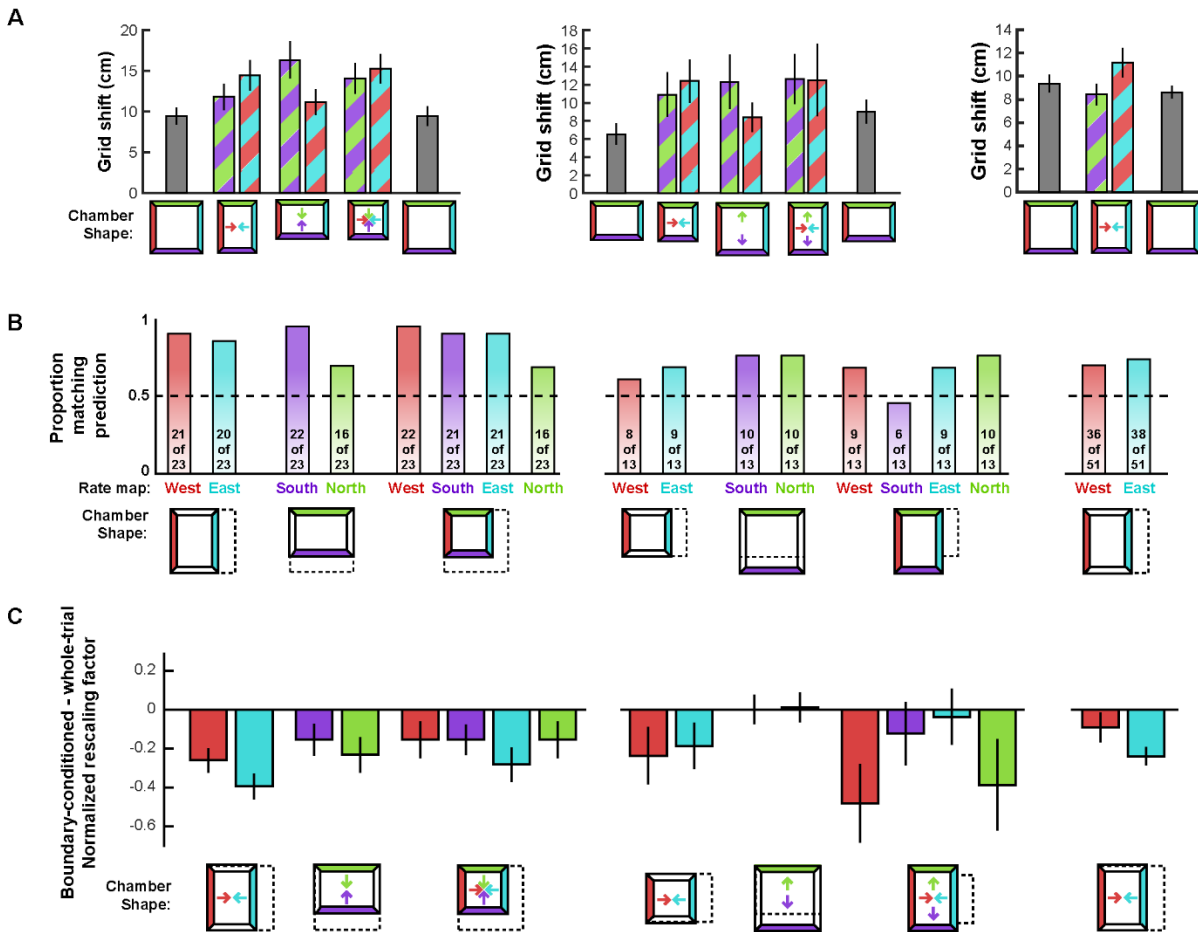 A
Grid shift (cm)
20
15
10
5
0
Chamber
Shape:
Grid shift (cm)
18
16
14
12
10
8
6
4
2
0
Grid shift (cm)
14
12
10
8
6
4
2
0
B
Proportion
matching
prediction
1
0.5
0
21 of 23
20 of 23
22 of 23
16 of 23
22 of 23
21 of 23
21 of 23
16 of 23
8 of 13
9 of 13
10 of 13
10 of 13
9 of 13
6 of 13
9 of 13
10 of 13
36 of 51
38 of 51
Rate map: West East South North West South East North West East South North West South East North West East
Chamber
Shape:
C
Boundary-conditioned - whole-trial
Normalized rescaling factor
0.2
0
-0.2
-0.4
-0.6
Chamber
Shape: